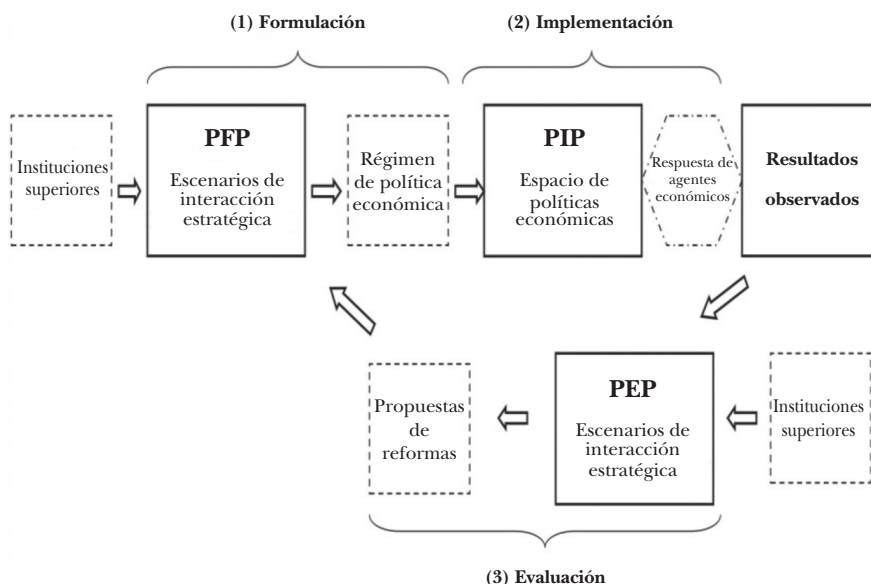 (1) Formulación
(2) Implementación
Instituciones
superiores
PFP
Escenarios de
interacción
estratégica
Régimen
de política
económica
PIP
Espacio de
políticas
económicas
Respuesta de
agentes
económicos
Resultados
observados
Propuestas
de
reformas
PEP
Escenarios de
interacción
estratégica
Instituciones
superiores
(3) Evaluación